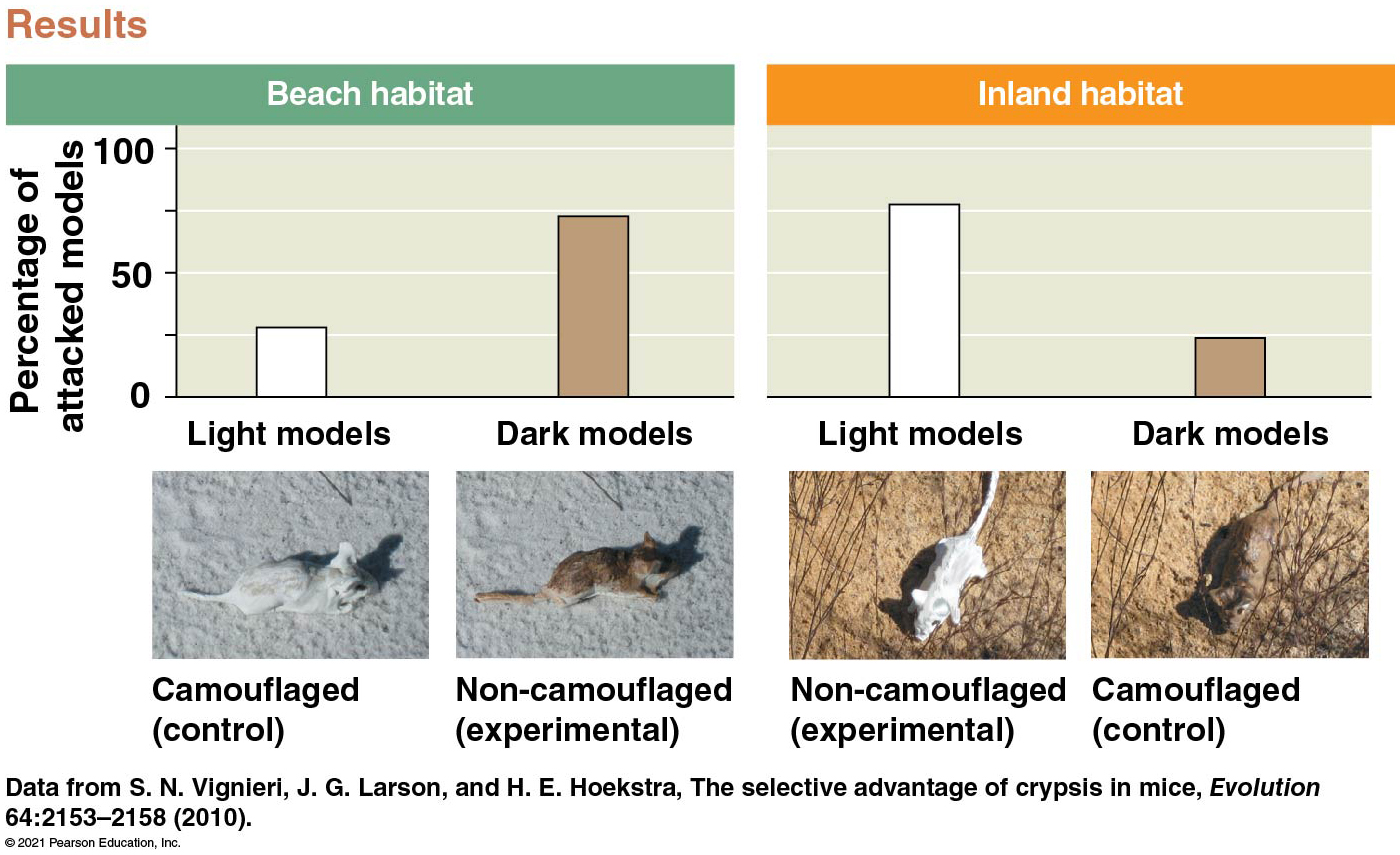 Results
Beach habitat
Inland habitat
Percentage of
attacked models
100
50
0
Light models
Dark models
Light models
Dark models
Camouflaged
(control)
Non-camouflaged
(experimental)
Non-camouflaged
(experimental)
Camouflaged
(control)
Data from S. N. Vignieri, J. G. Larson, and H. E. Hoekstra, The selective advantage of crypsis in mice, Evolution
64:2153–2158 (2010).
© 2021 Pearson Education, Inc.